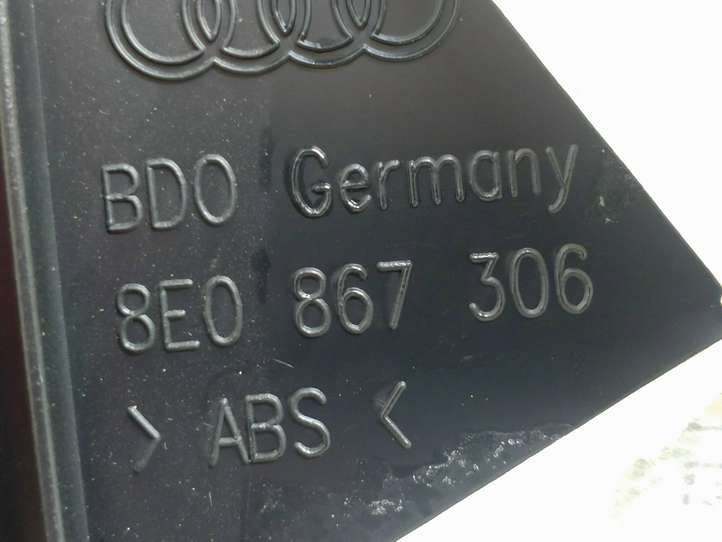 BDO Germany
8E0 867 306
> ABS <